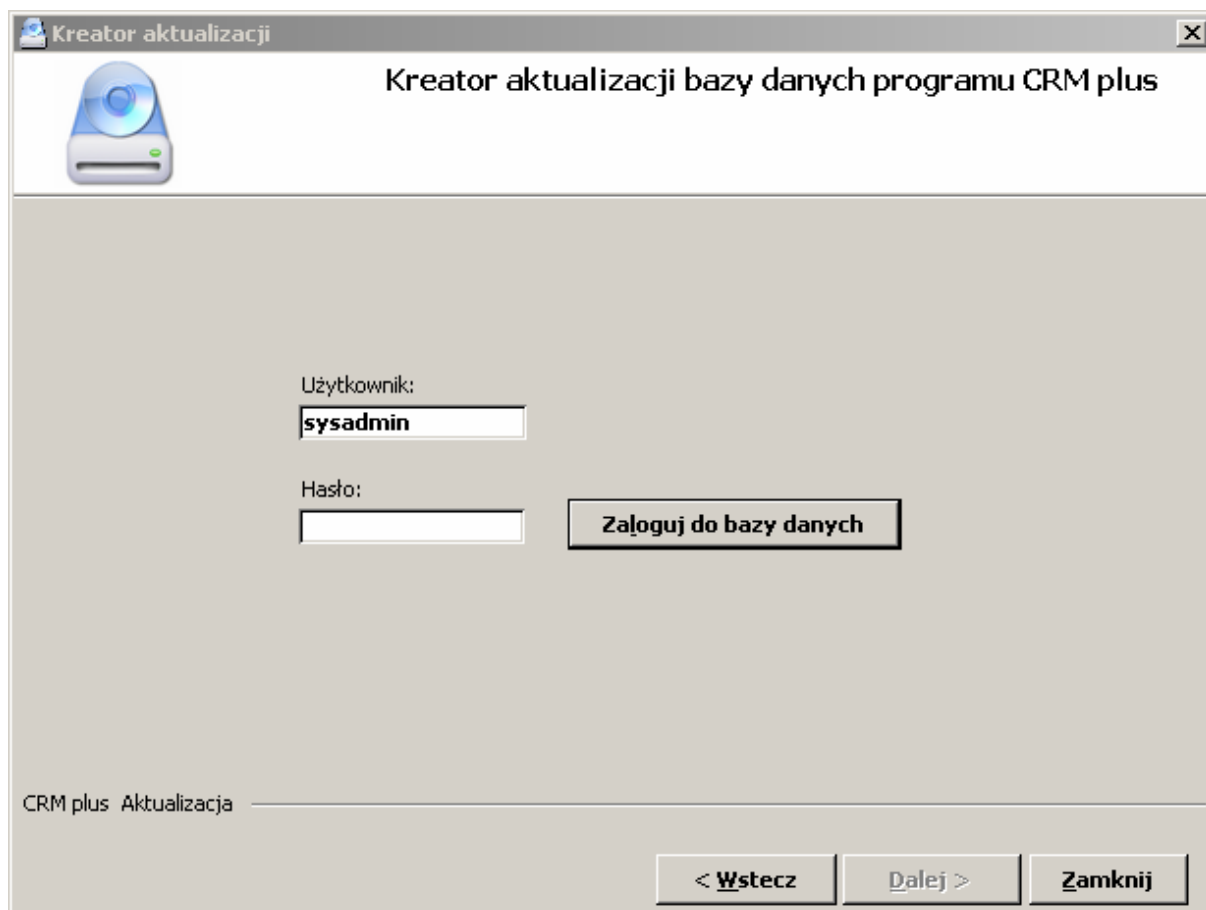 Kreator aktualizacji
Kreator aktualizacji bazy danych programu CRM plus
Użytkownik:
sysadmin
Hasło:
Zaloguj do bazy danych
CRM plus Aktualizacja
< Wstecz
Dalej >
Zamknij